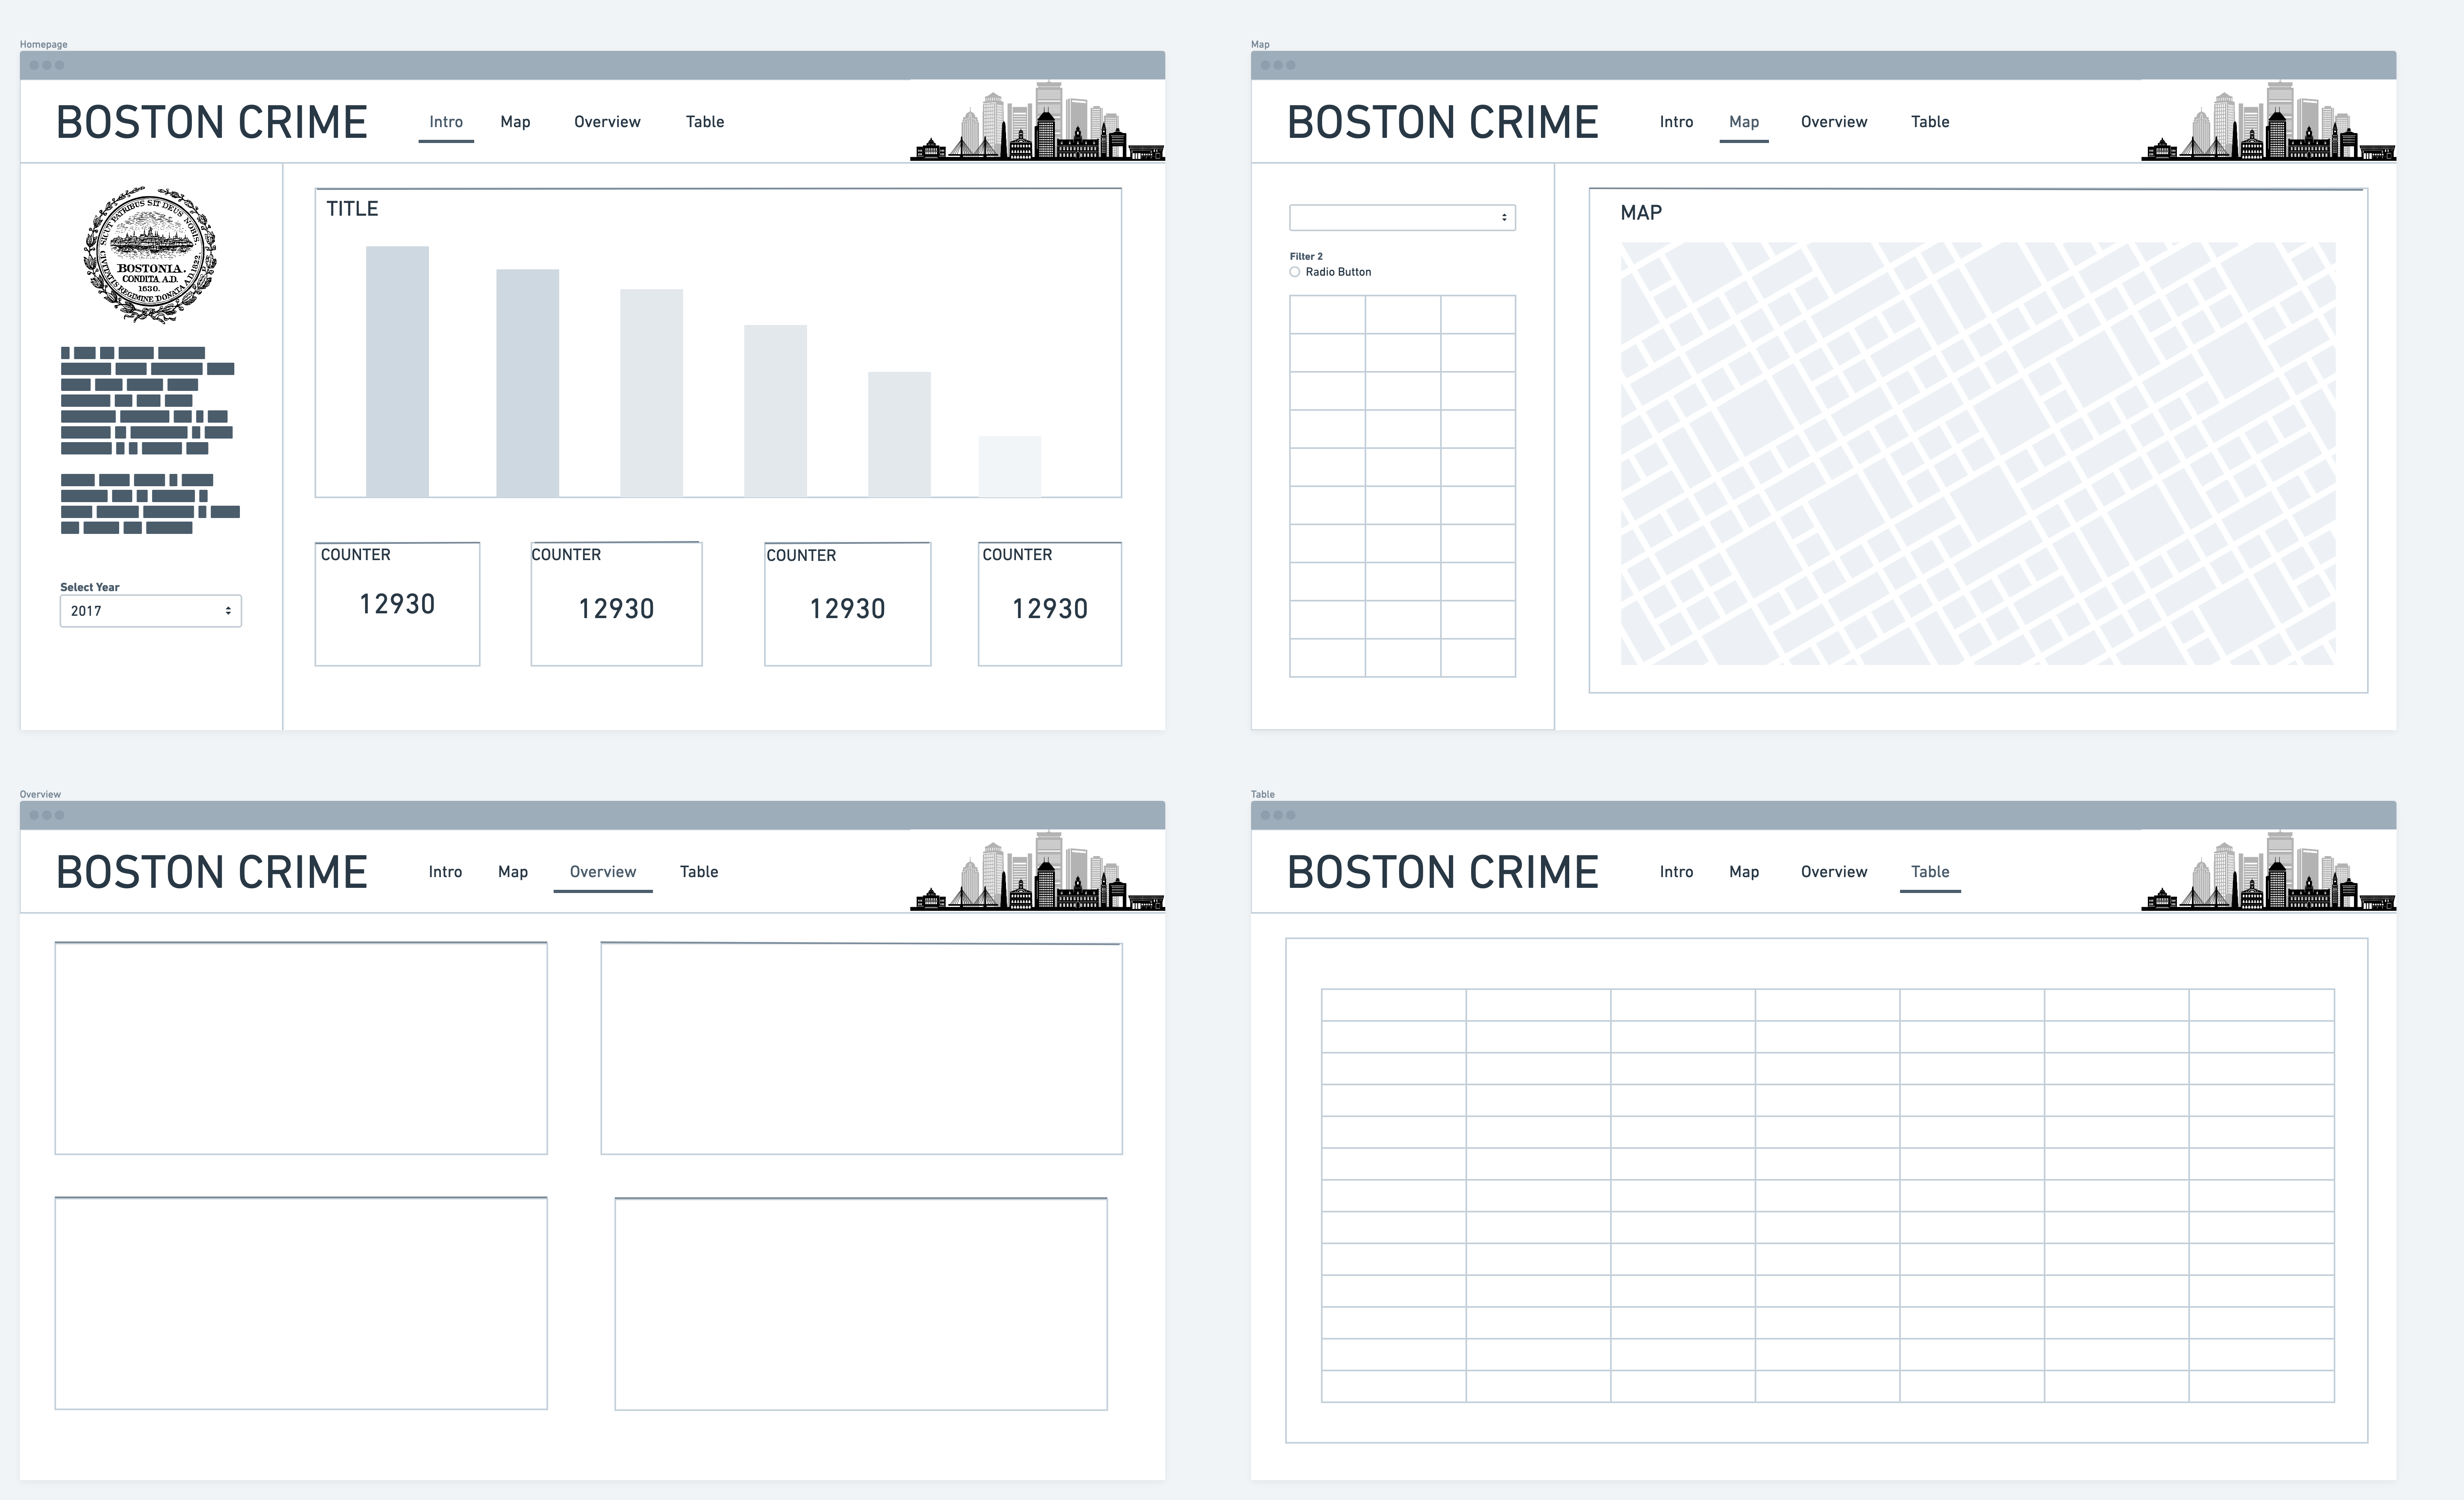 Homepage
BOSTON CRIME
Intro Map Overview Table
SICUT PATRIBUS SIT DEUS NOBIS
BOSTONIA.
CONDITA A.D.
1630.
CIVITATIS REGIMINE DONATA A.D. 1822
Select Year
2017
TITLE
COUNTER COUNTER COUNTER COUNTER
12930 12930 12930 12930
Map
BOSTON CRIME
Intro Map Overview Table
Filter 2
Radio Button
MAP
Overview
BOSTON CRIME
Intro Map Overview Table
Table
BOSTON CRIME
Intro Map Overview Table